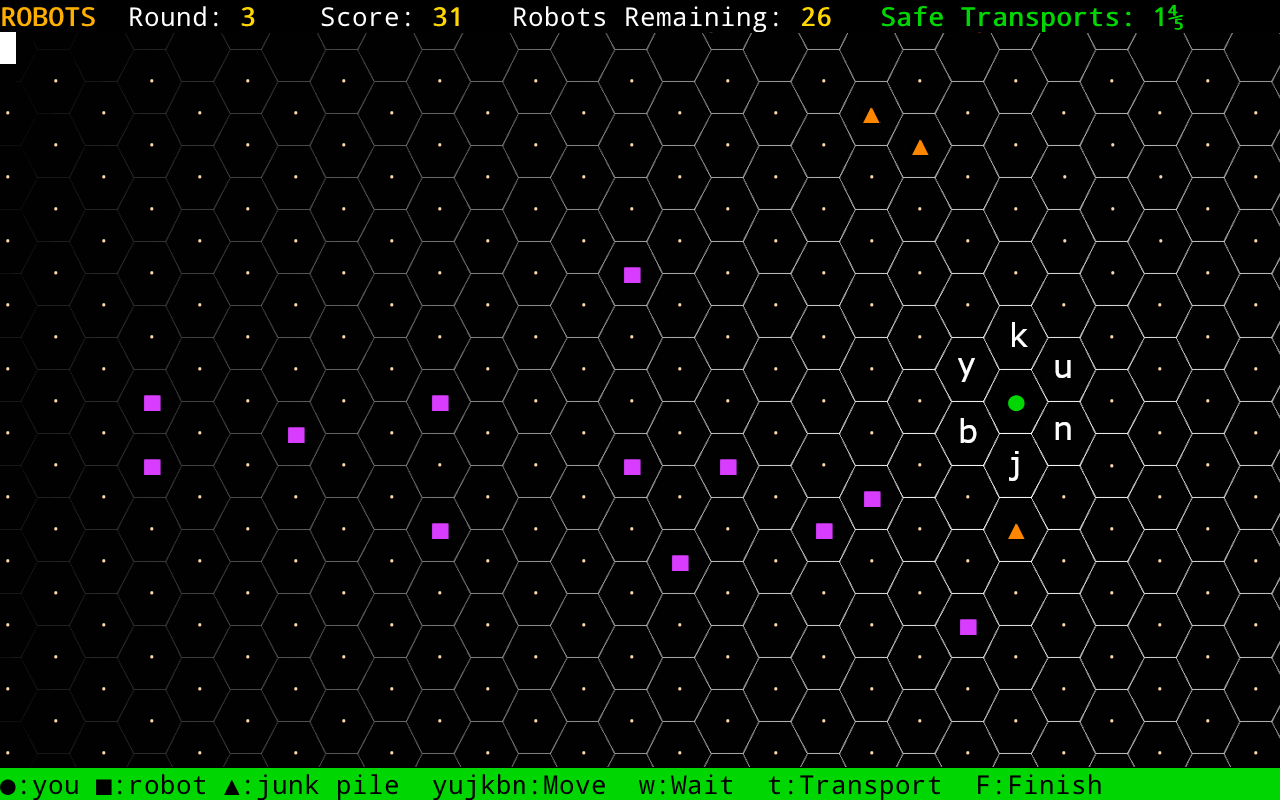 ROBOTS Round: 3 Score: 31 Robots Remaining: 26 Safe Transports: 1⅘
k
y u
b n
j
●:you ■:robot ▲:junk pile yujkbn:Move w:Wait t:Transport F:Finish